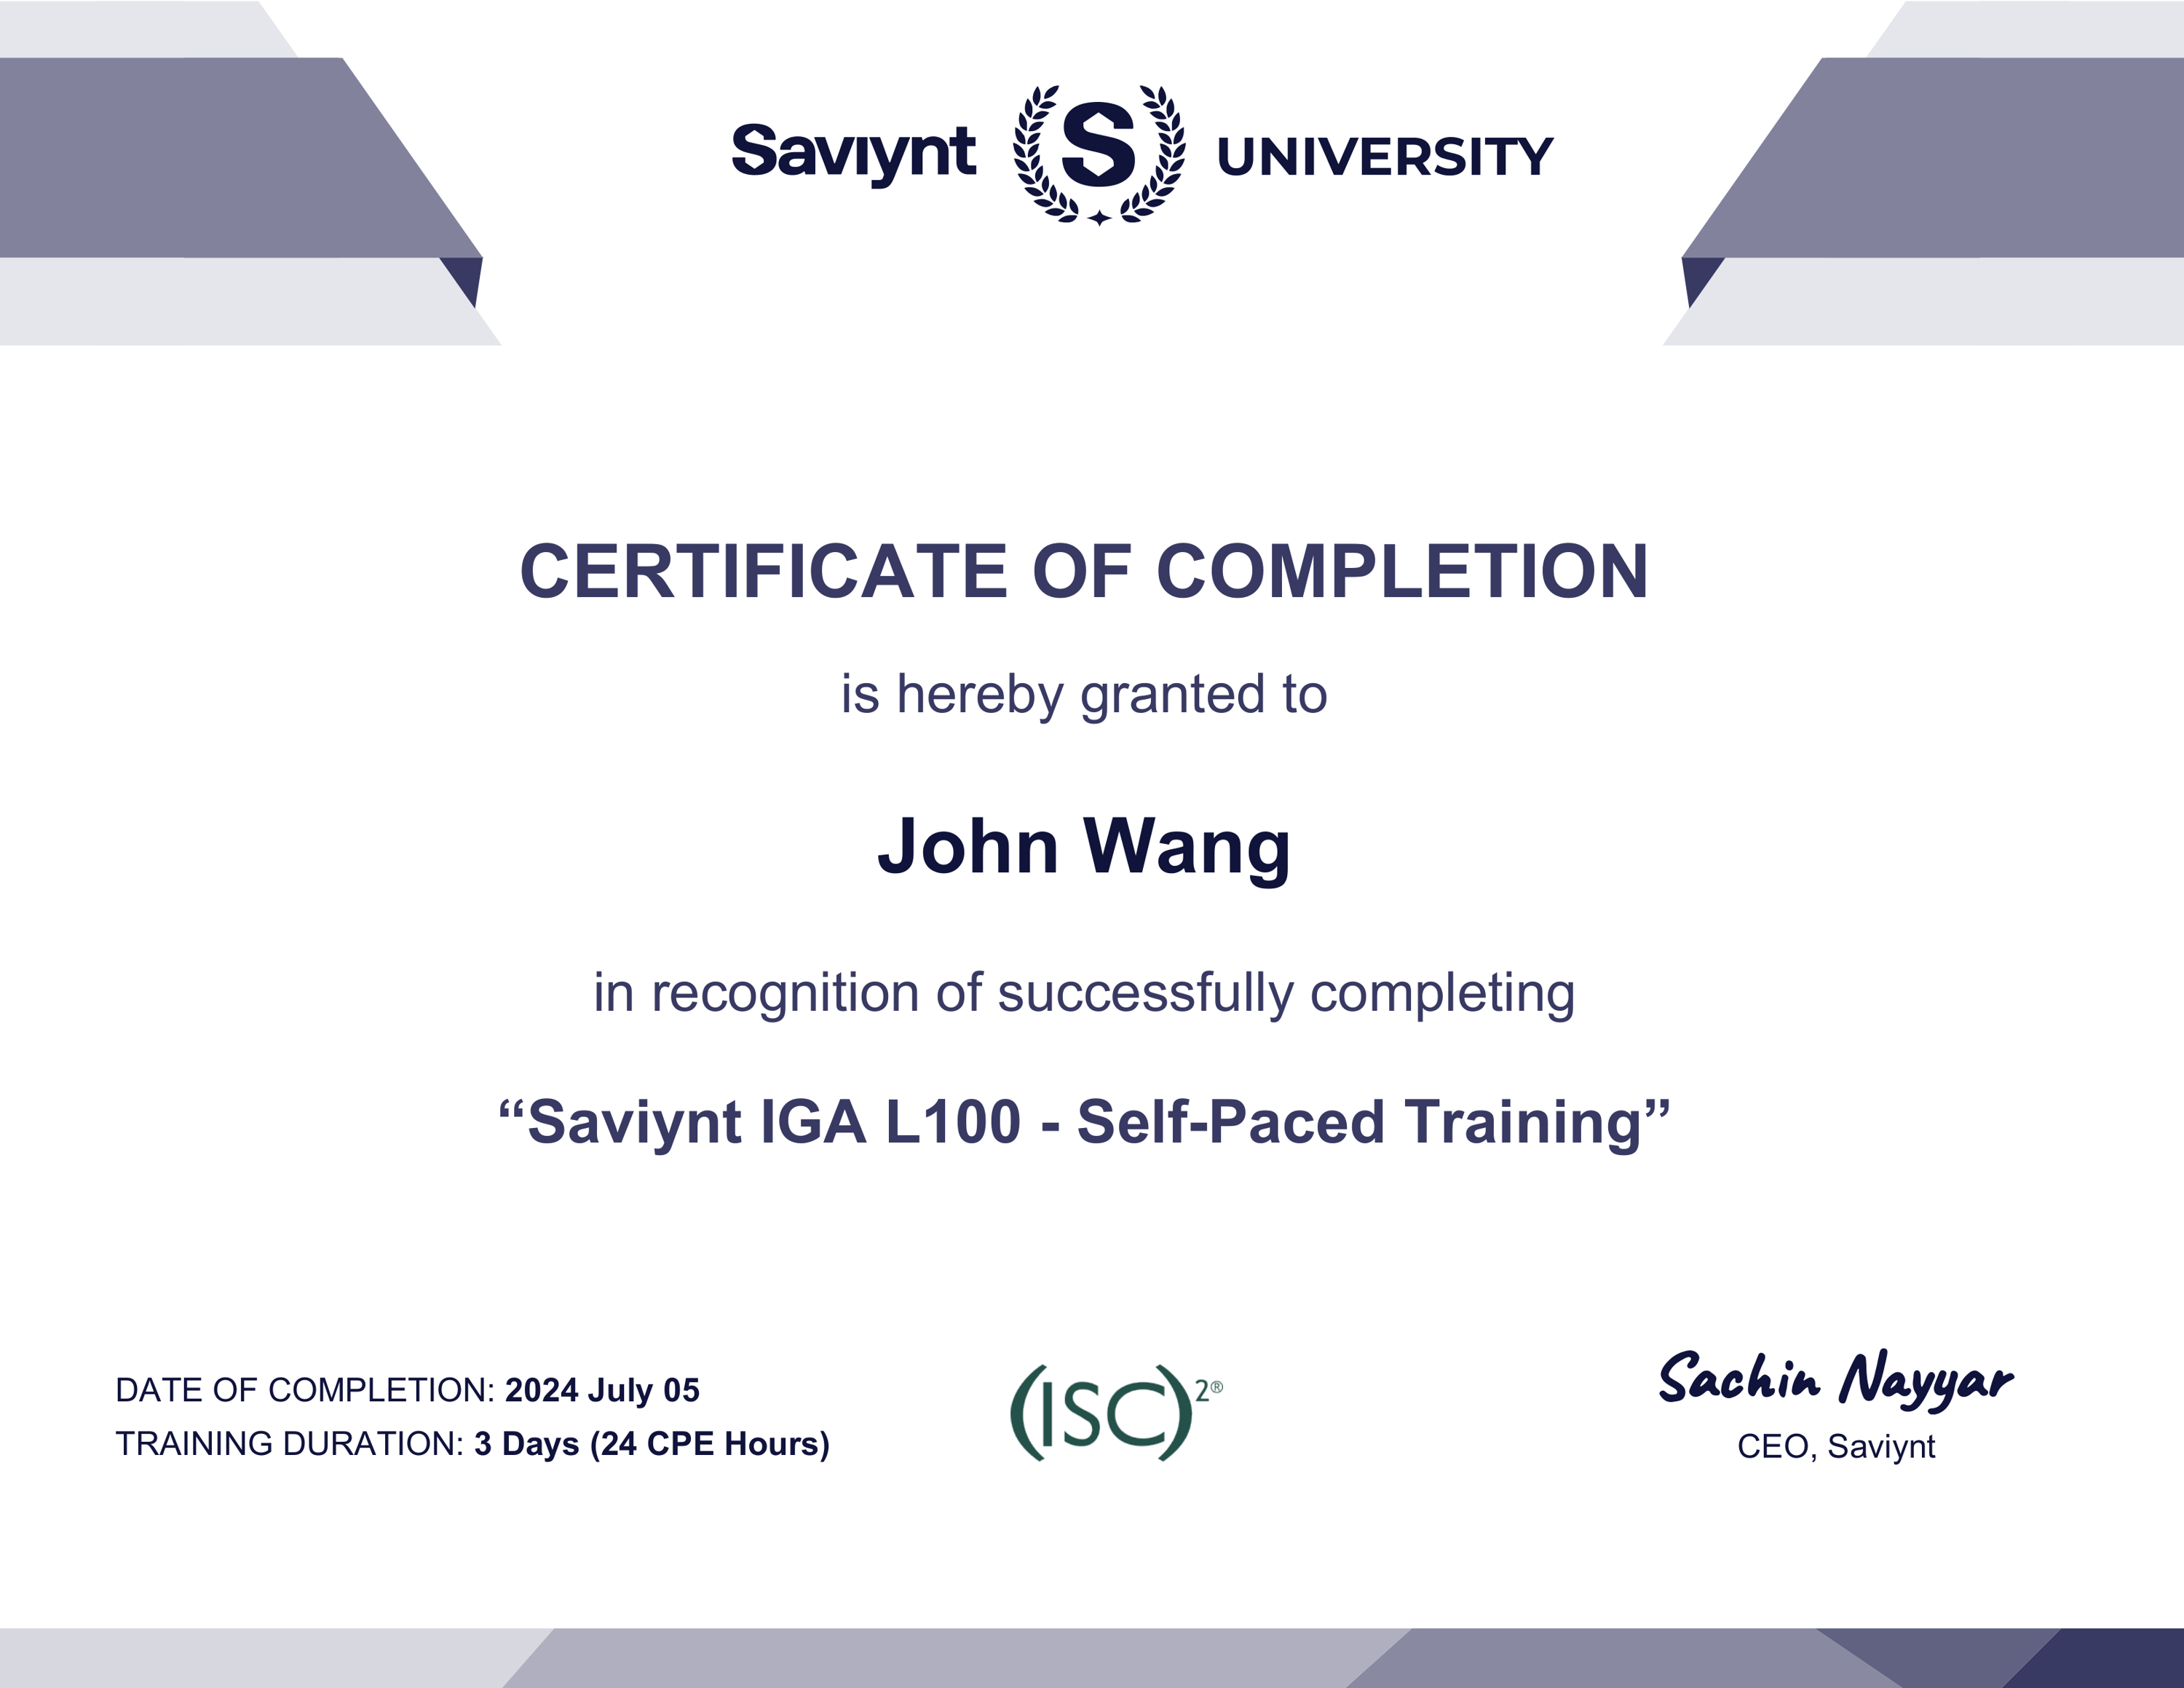 Saviynt S UNIVERSITY
CERTIFICATE OF COMPLETION
is hereby granted to
John Wang
in recognition of successfully completing
“Saviynt IGA L100 - Self-Paced Training”
DATE OF COMPLETION: 2024 July 05
TRAINING DURATION: 3 Days (24 CPE Hours)
(ISC)2®
Sachin Nayyar
CEO, Saviynt